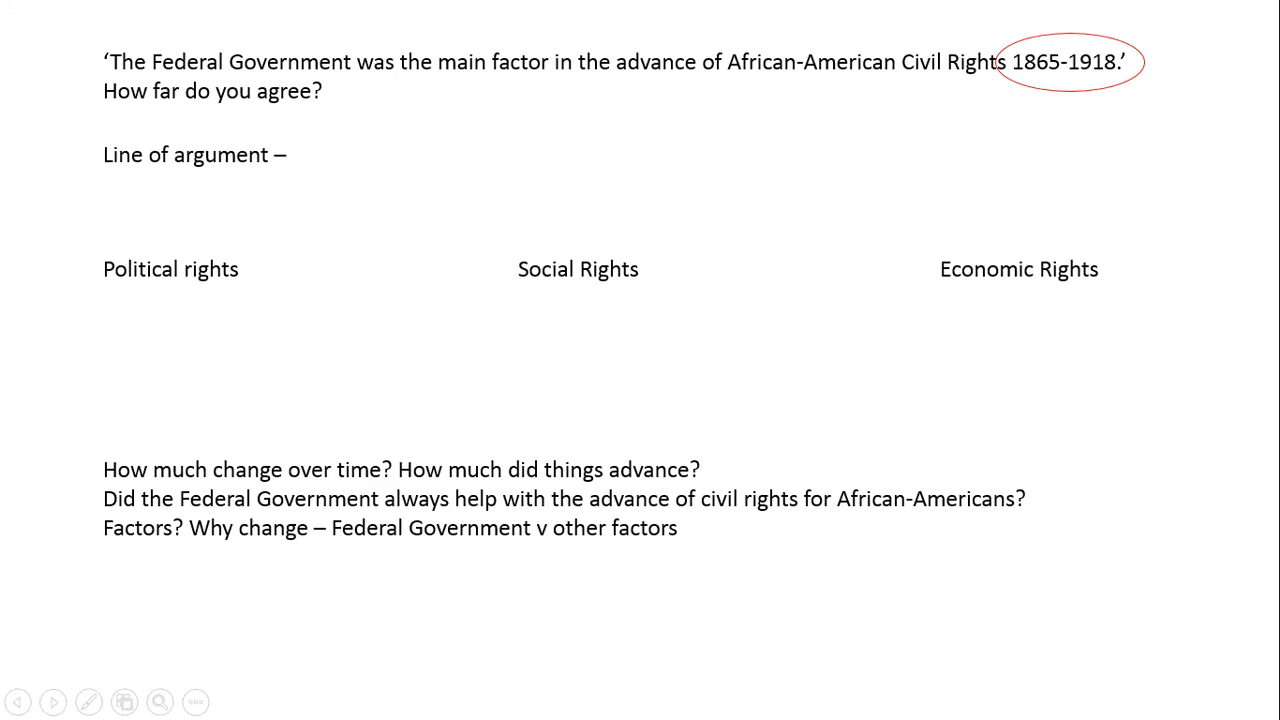 ‘The Federal Government was the main factor in the advance of African-American Civil Rights 1865-1918.’
How far do you agree?
Line of argument –
Political rights
Social Rights
Economic Rights
How much change over time? How much did things advance?
Did the Federal Government always help with the advance of civil rights for African-Americans?
Factors? Why change – Federal Government v other factors